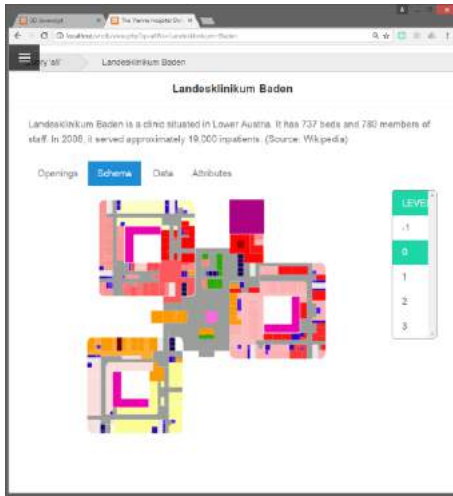 3D Javascript
The Vienna Hospital
Landesklinikum Baden
Landesklinikum Baden
Landesklinikum Baden is a clinic situated in Lower Austria. It has 737 beds and 780 members of
staff. In 2008, it served approximately 19,000 inpatients. (Source: Wikipedia)
Openings Schema Data Attributes
-1
0
1
2
3